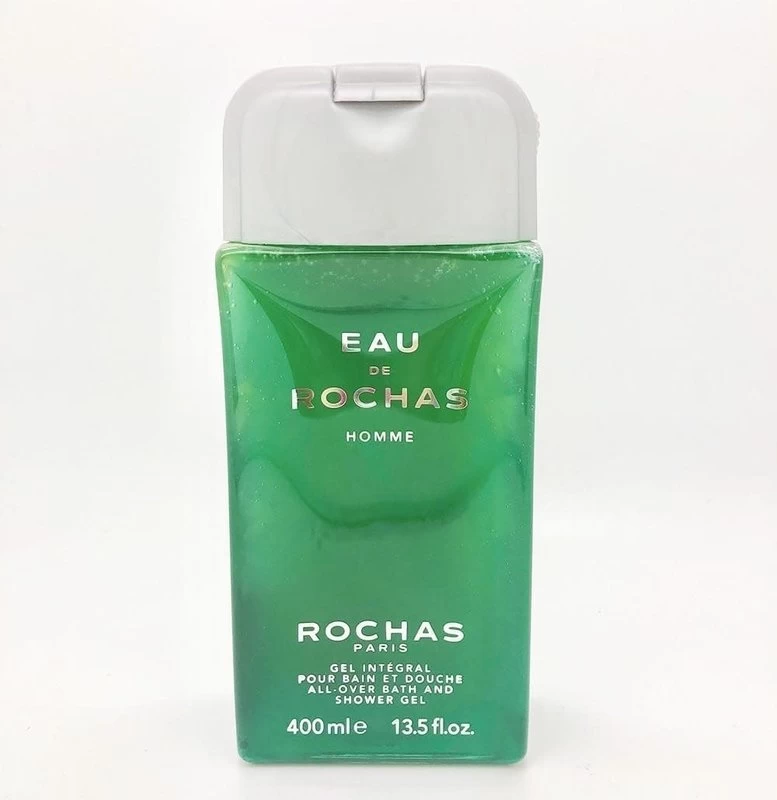 EAU
DE
ROCHAS
HOMME
ROCHAS
PARIS
GEL INTÉGRAL
POUR BAIN ET DOUCHE
ALL-OVER BATH AND
SHOWER GEL
400 ml e 13.5 fl.oz.